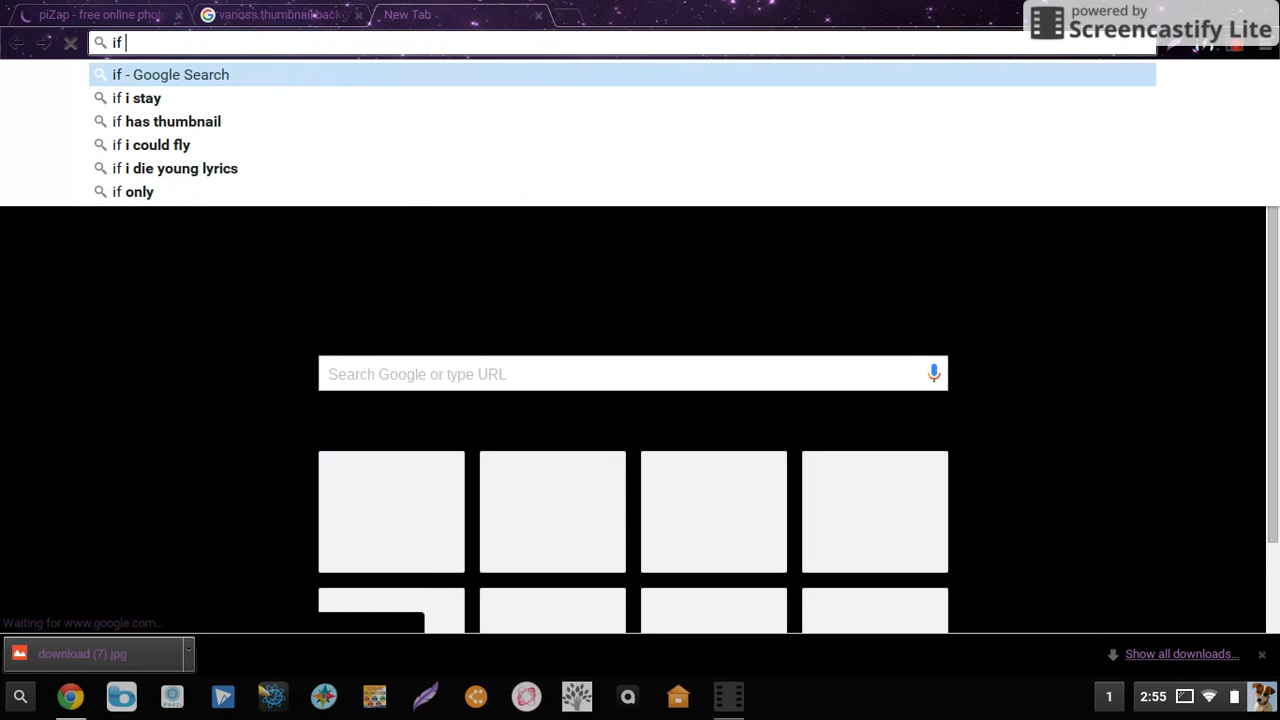 piZap - free online phot
vanoss thumbnail back
New Tab
powered by
Screencastify Lite
if
if - Google Search
if i stay
if has thumbnail
if i could fly
if i die young lyrics
if only
Search Google or type URL
Waiting for www.google.com...
download (7).jpg
Show all downloads...
1
2:55